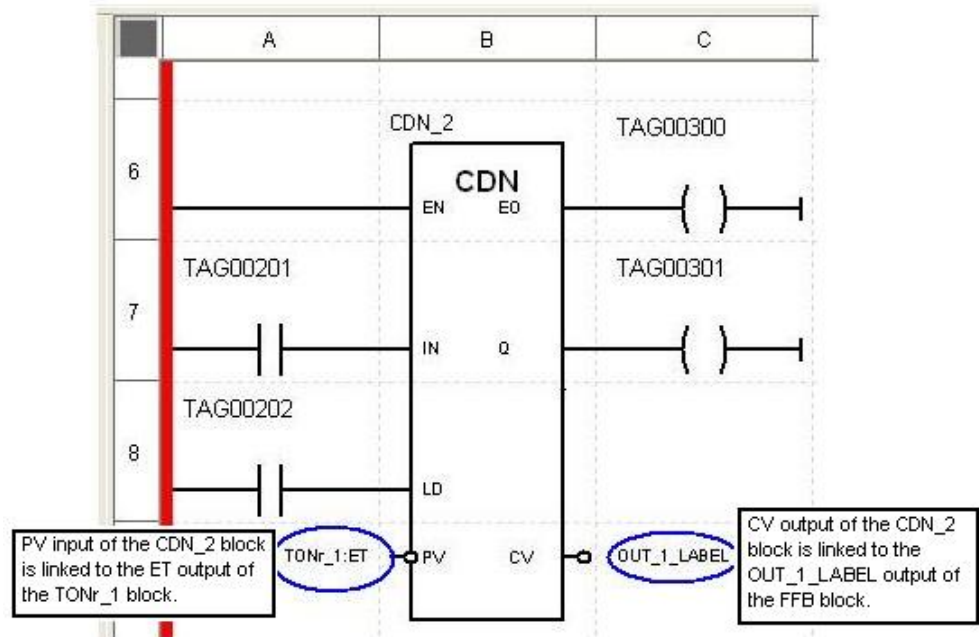 A B C
CDN_2 TAG00300
6
CDN
EN EO
TAG00201 TAG00301
7
IN Q
TAG00202
8
LD
PV input of the CDN_2 block
is linked to the ET output of
the TONr_1 block.
TONr_1:ET PV CV OUT_1_LABEL
CV output of the CDN_2
block is linked to the
OUT_1_LABEL output of
the FFB block.